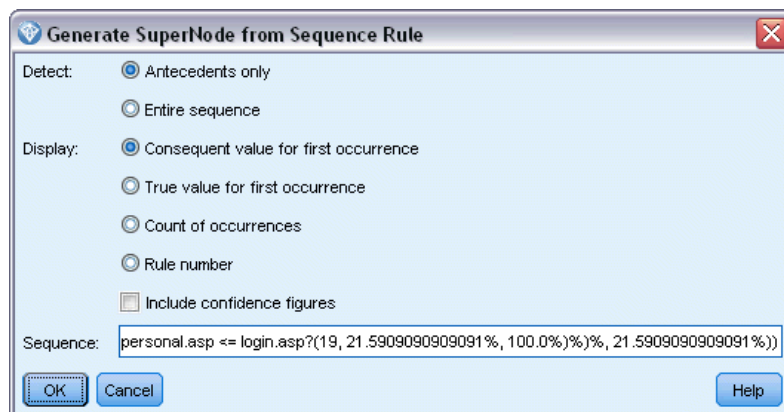 Generate SuperNode from Sequence Rule
Detect: Antecedents only
Entire sequence
Display: Consequent value for first occurrence
True value for first occurrence
Count of occurrences
Rule number
Include confidence figures
Sequence: personal.asp <= login.asp?(19, 21.5909090909091%, 100.0%)%)%, 21.5909090909091%))
OK Cancel Help